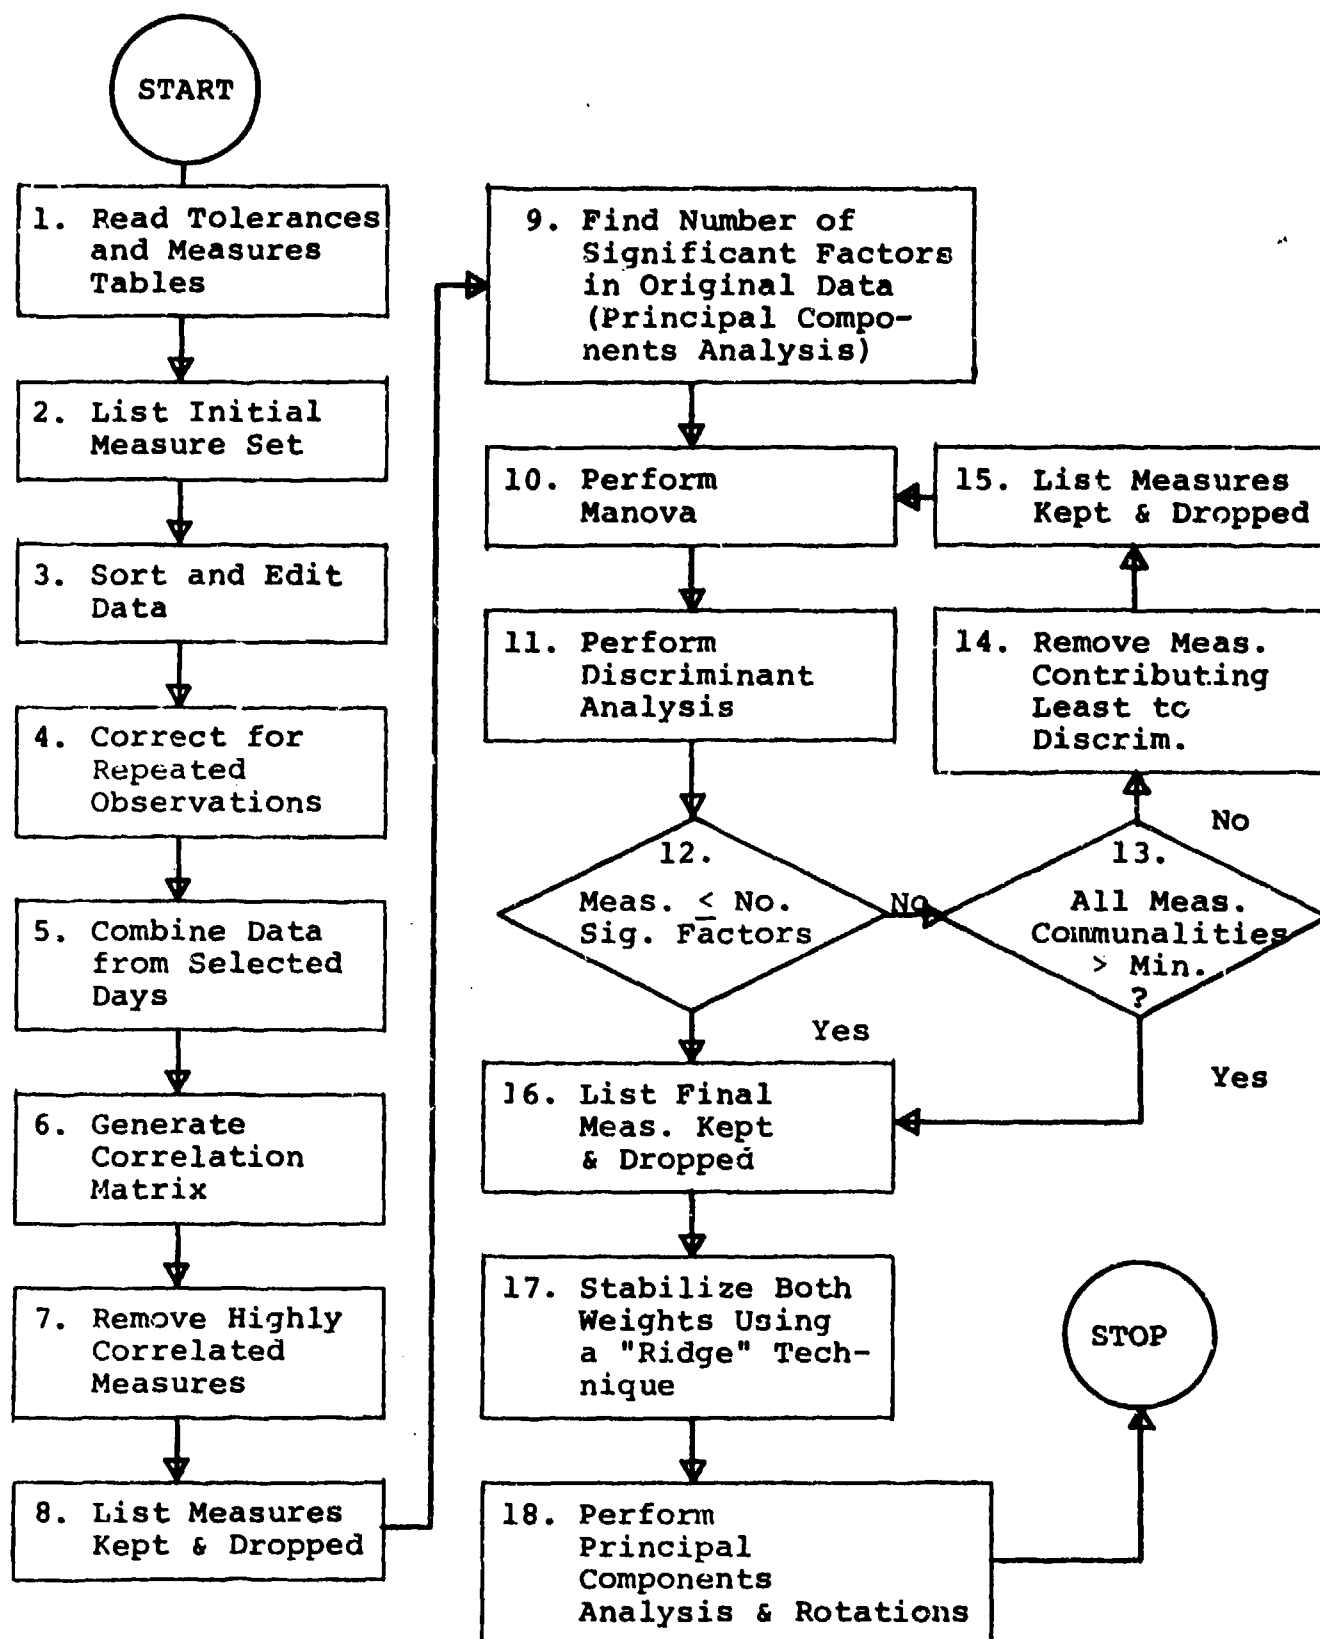 START
1. Read Tolerances
and Measures
Tables
2. List Initial
Measure Set
3. Sort and Edit
Data
4. Correct for
Repeated
Observations
5. Combine Data
from Selected
Days
6. Generate
Correlation
Matrix
7. Remove Highly
Correlated
Measures
8. List Measures
Kept & Dropped
9. Find Number of
Significant Factors
in Original Data
(Principal Compo-
nents Analysis)
10. Perform
Manova
11. Perform
Discriminant
Analysis
12.
Meas. ≤ No.
Sig. Factors
No
Yes
13.
All Meas.
Communalities
> Min.
?
No
Yes
14. Remove Meas.
Contributing
Least to
Discrim.
15. List Measures
Kept & Dropped
16. List Final
Meas. Kept
& Dropped
17. Stabilize Both
Weights Using
a "Ridge" Tech-
nique
18. Perform
Principal
Components
Analysis & Rotations
STOP